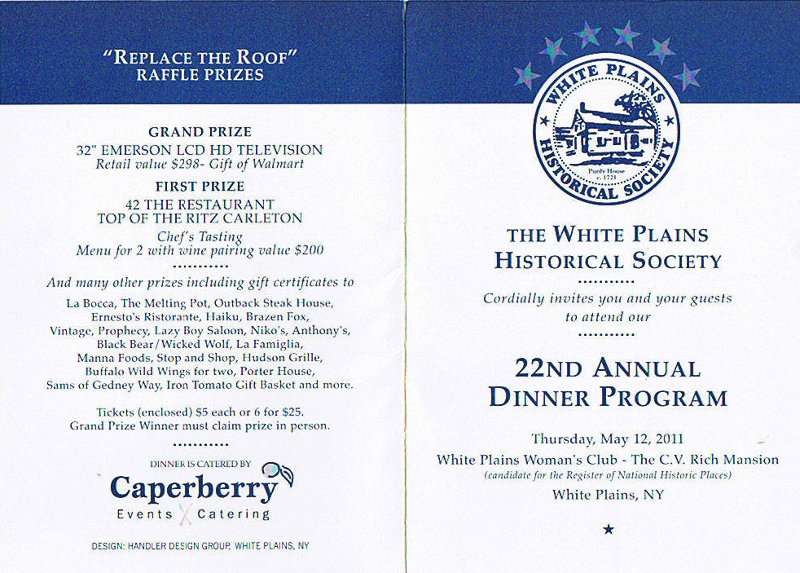 "REPLACE THE ROOF"
RAFFLE PRIZES
GRAND PRIZE
32" EMERSON LCD HD TELEVISION
Retail value $298- Gift of Walmart
FIRST PRIZE
42 THE RESTAURANT
TOP OF THE RITZ CARLETON
Chef's Tasting
Menu for 2 with wine pairing value $200
And many other prizes including gift certificates to
La Bocca, The Melting Pot, Outback Steak House,
Ernesto's Ristorante, Haiku, Brazen Fox,
Vintage, Prophecy, Lazy Boy Saloon, Niko's, Anthony's,
Black Bear/Wicked Wolf, La Famiglia,
Manna Foods, Stop and Shop, Hudson Grille,
Buffalo Wild Wings for two, Porter House,
Sams of Gedney Way, Iron Tomato Gift Basket and more.
Tickets (enclosed) $5 each or 6 for $25.
Grand Prize Winner must claim prize in person.
DINNER IS CATERED BY
Caperberry
Events X Catering
DESIGN: HANDLER DESIGN GROUP, WHITE PLAINS, NY
WHITE PLAINS
HISTORICAL SOCIETY
Purdy House
c. 1721
THE WHITE PLAINS
HISTORICAL SOCIETY
Cordially invites you and your guests
to attend our
22ND ANNUAL
DINNER PROGRAM
Thursday, May 12, 2011
White Plains Woman's Club - The C.V. Rich Mansion
(candidate for the Register of National Historic Places)
White Plains, NY